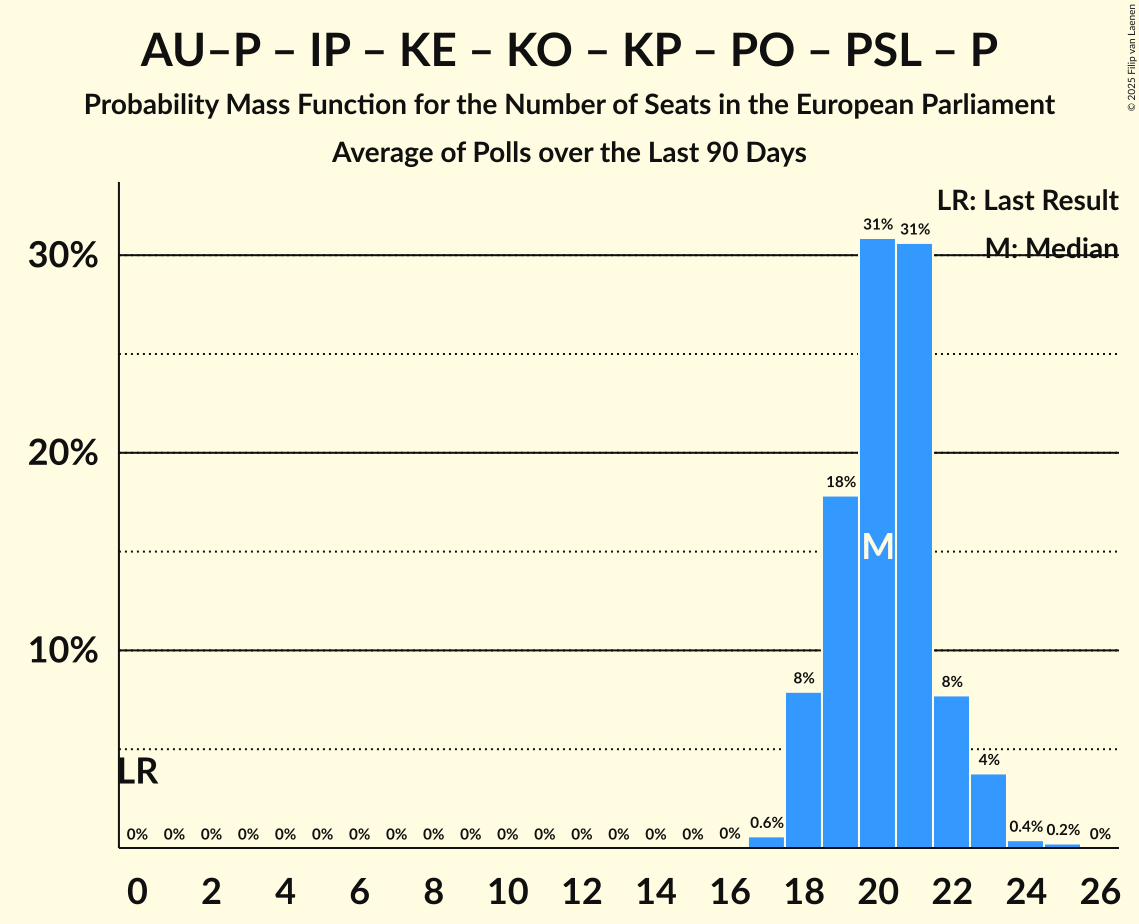 AU–P – IP – KE – KO – KP – PO – PSL – P
Probability Mass Function for the Number of Seats in the European Parliament
Average of Polls over the Last 90 Days
© 2025 Filip van Laenen
LR: Last Result
M: Median
30%
20%
10%
31% 31%
18%
M
8% 8%
4%
LR
0% 0% 0% 0% 0% 0% 0% 0% 0% 0% 0% 0% 0% 0% 0% 0% 0% 0.6% 0.4% 0.2% 0%
0 2 4 6 8 10 12 14 16 18 20 22 24 26